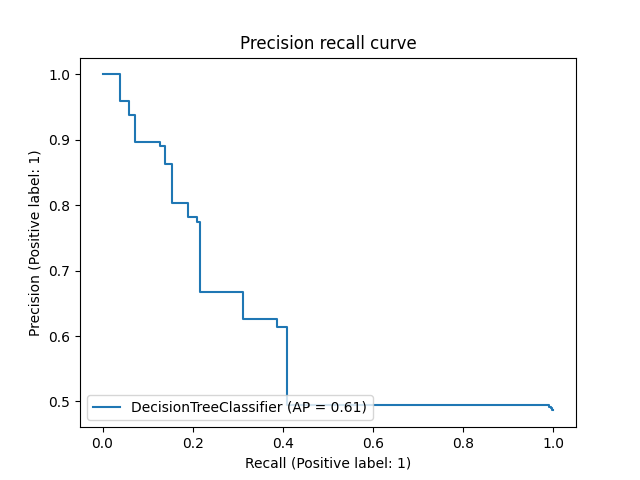 Precision recall curve
1.0
0.9
0.8
0.7
0.6
0.5
Precision (Positive label: 1)
DecisionTreeClassifier (AP = 0.61)
0.0 0.2 0.4 0.6 0.8 1.0
Recall (Positive label: 1)